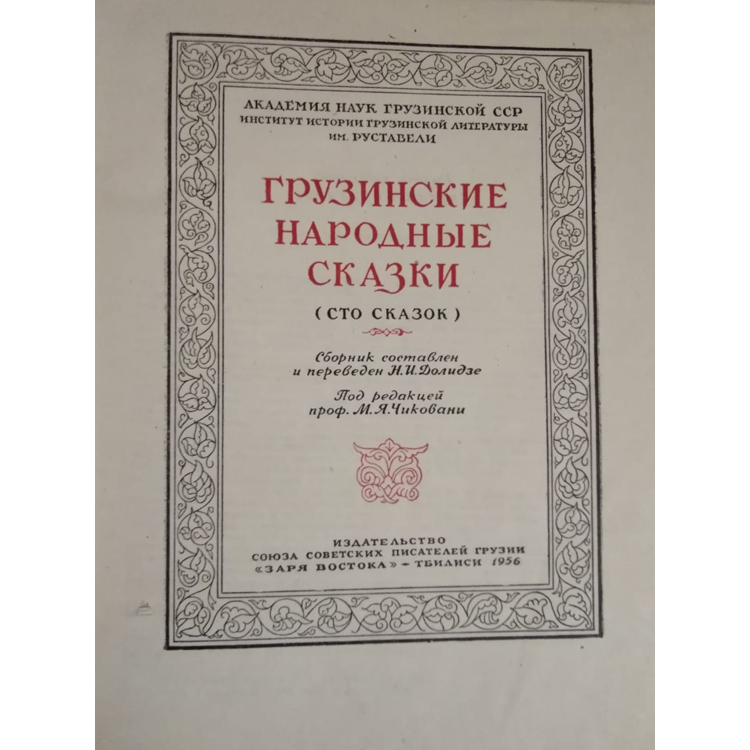 АКАДЕМИЯ НАУК ГРУЗИНСКОЙ ССР
ИНСТИТУТ ИСТОРИИ ГРУЗИНСКОЙ ЛИТЕРАТУРЫ
ИМ. РУСТАВЕЛИ
ГРУЗИНСКИЕ
НАРОДНЫЕ
СКАЗКИ
(СТО СКАЗОК)
Сборник составлен
и переведен Н.И.Долидзе
Под редакцией
проф. М.Я.Чиковани
ИЗДАТЕЛЬСТВО
СОЮЗА СОВЕТСКИХ ПИСАТЕЛЕЙ ГРУЗИИ
«ЗАРЯ ВОСТОКА» – ТБИЛИСИ 1956